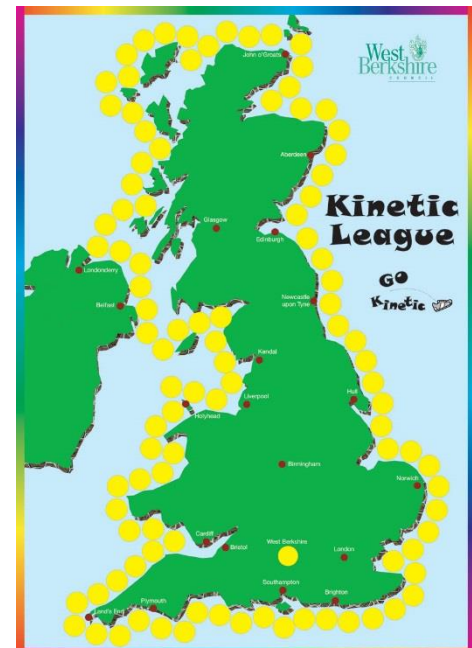 West
Berkshire
COUNCIL
John o'Groats
Aberdeen
Kinetic
League
Glasgow
Edinburgh
Londonderry
GO
Kinetic
Belfast
Newcastle
upon Tyne
Kendal
Hull
Liverpool
Holyhead
Birmingham
Norwich
Cardiff
Bristol
West Berkshire
London
Southampton
Brighton
Plymouth
Land's End